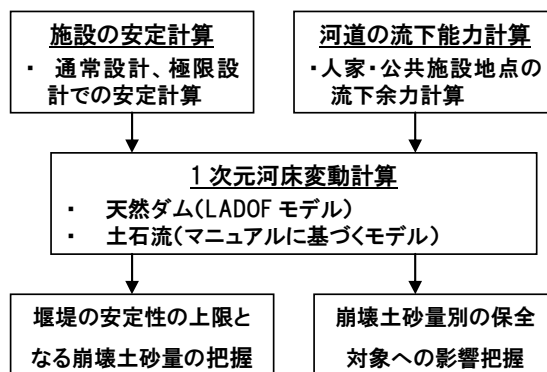 施設の安定計算
・ 通常設計、極限設
計での安定計算
河道の流下能力計算
・人家・公共施設地点の
流下余力計算
1次元河床変動計算
・ 天然ダム(LADOFモデル)
・ 土石流(マニュアルに基づくモデル)
堰堤の安定性の上限と
なる崩壊土砂量の把握
崩壊土砂量別の保全
対象への影響把握